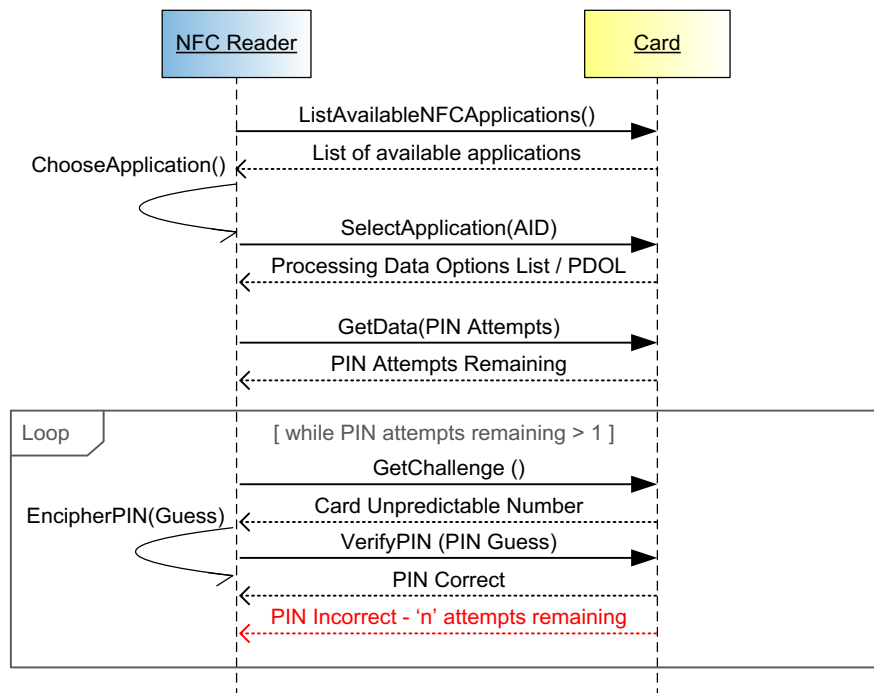 NFC Reader
Card
ListAvailableNFCApplications()
List of available applications
ChooseApplication()
SelectApplication(AID)
Processing Data Options List / PDOL
GetData(PIN Attempts)
PIN Attempts Remaining
Loop
[ while PIN attempts remaining > 1 ]
GetChallenge ()
Card Unpredictable Number
EncipherPIN(Guess)
VerifyPIN (PIN Guess)
PIN Correct
PIN Incorrect - ‘n’ attempts remaining